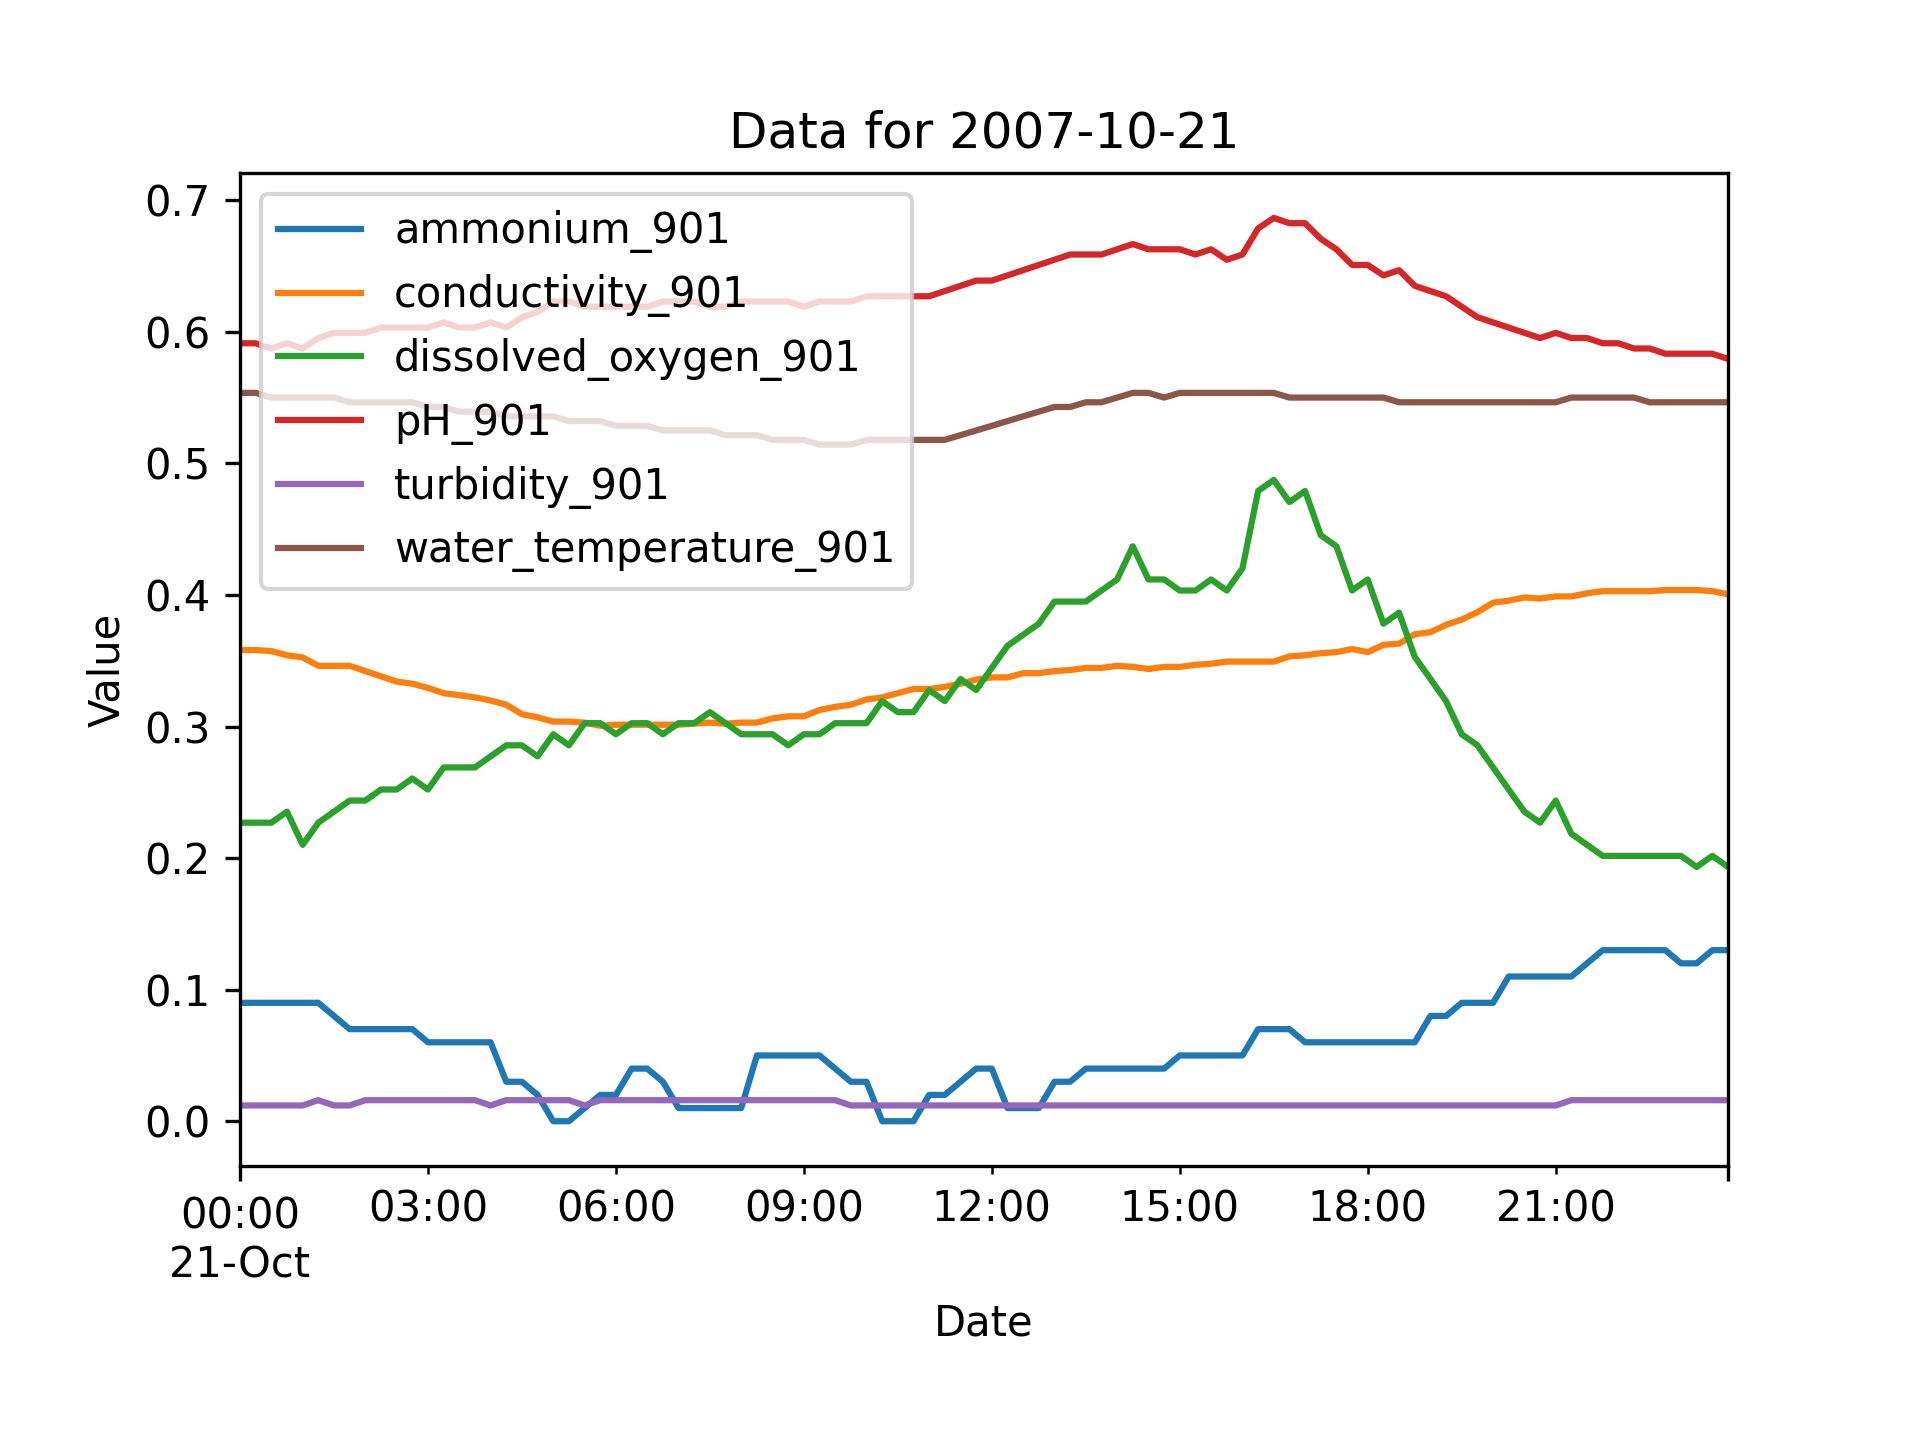 Data for 2007-10-21
ammonium_901
conductivity_901
dissolved_oxygen_901
pH_901
turbidity_901
water_temperature_901
Value
0.7
0.6
0.5
0.4
0.3
0.2
0.1
0.0
00:00 03:00 06:00 09:00 12:00 15:00 18:00 21:00
21-Oct
Date